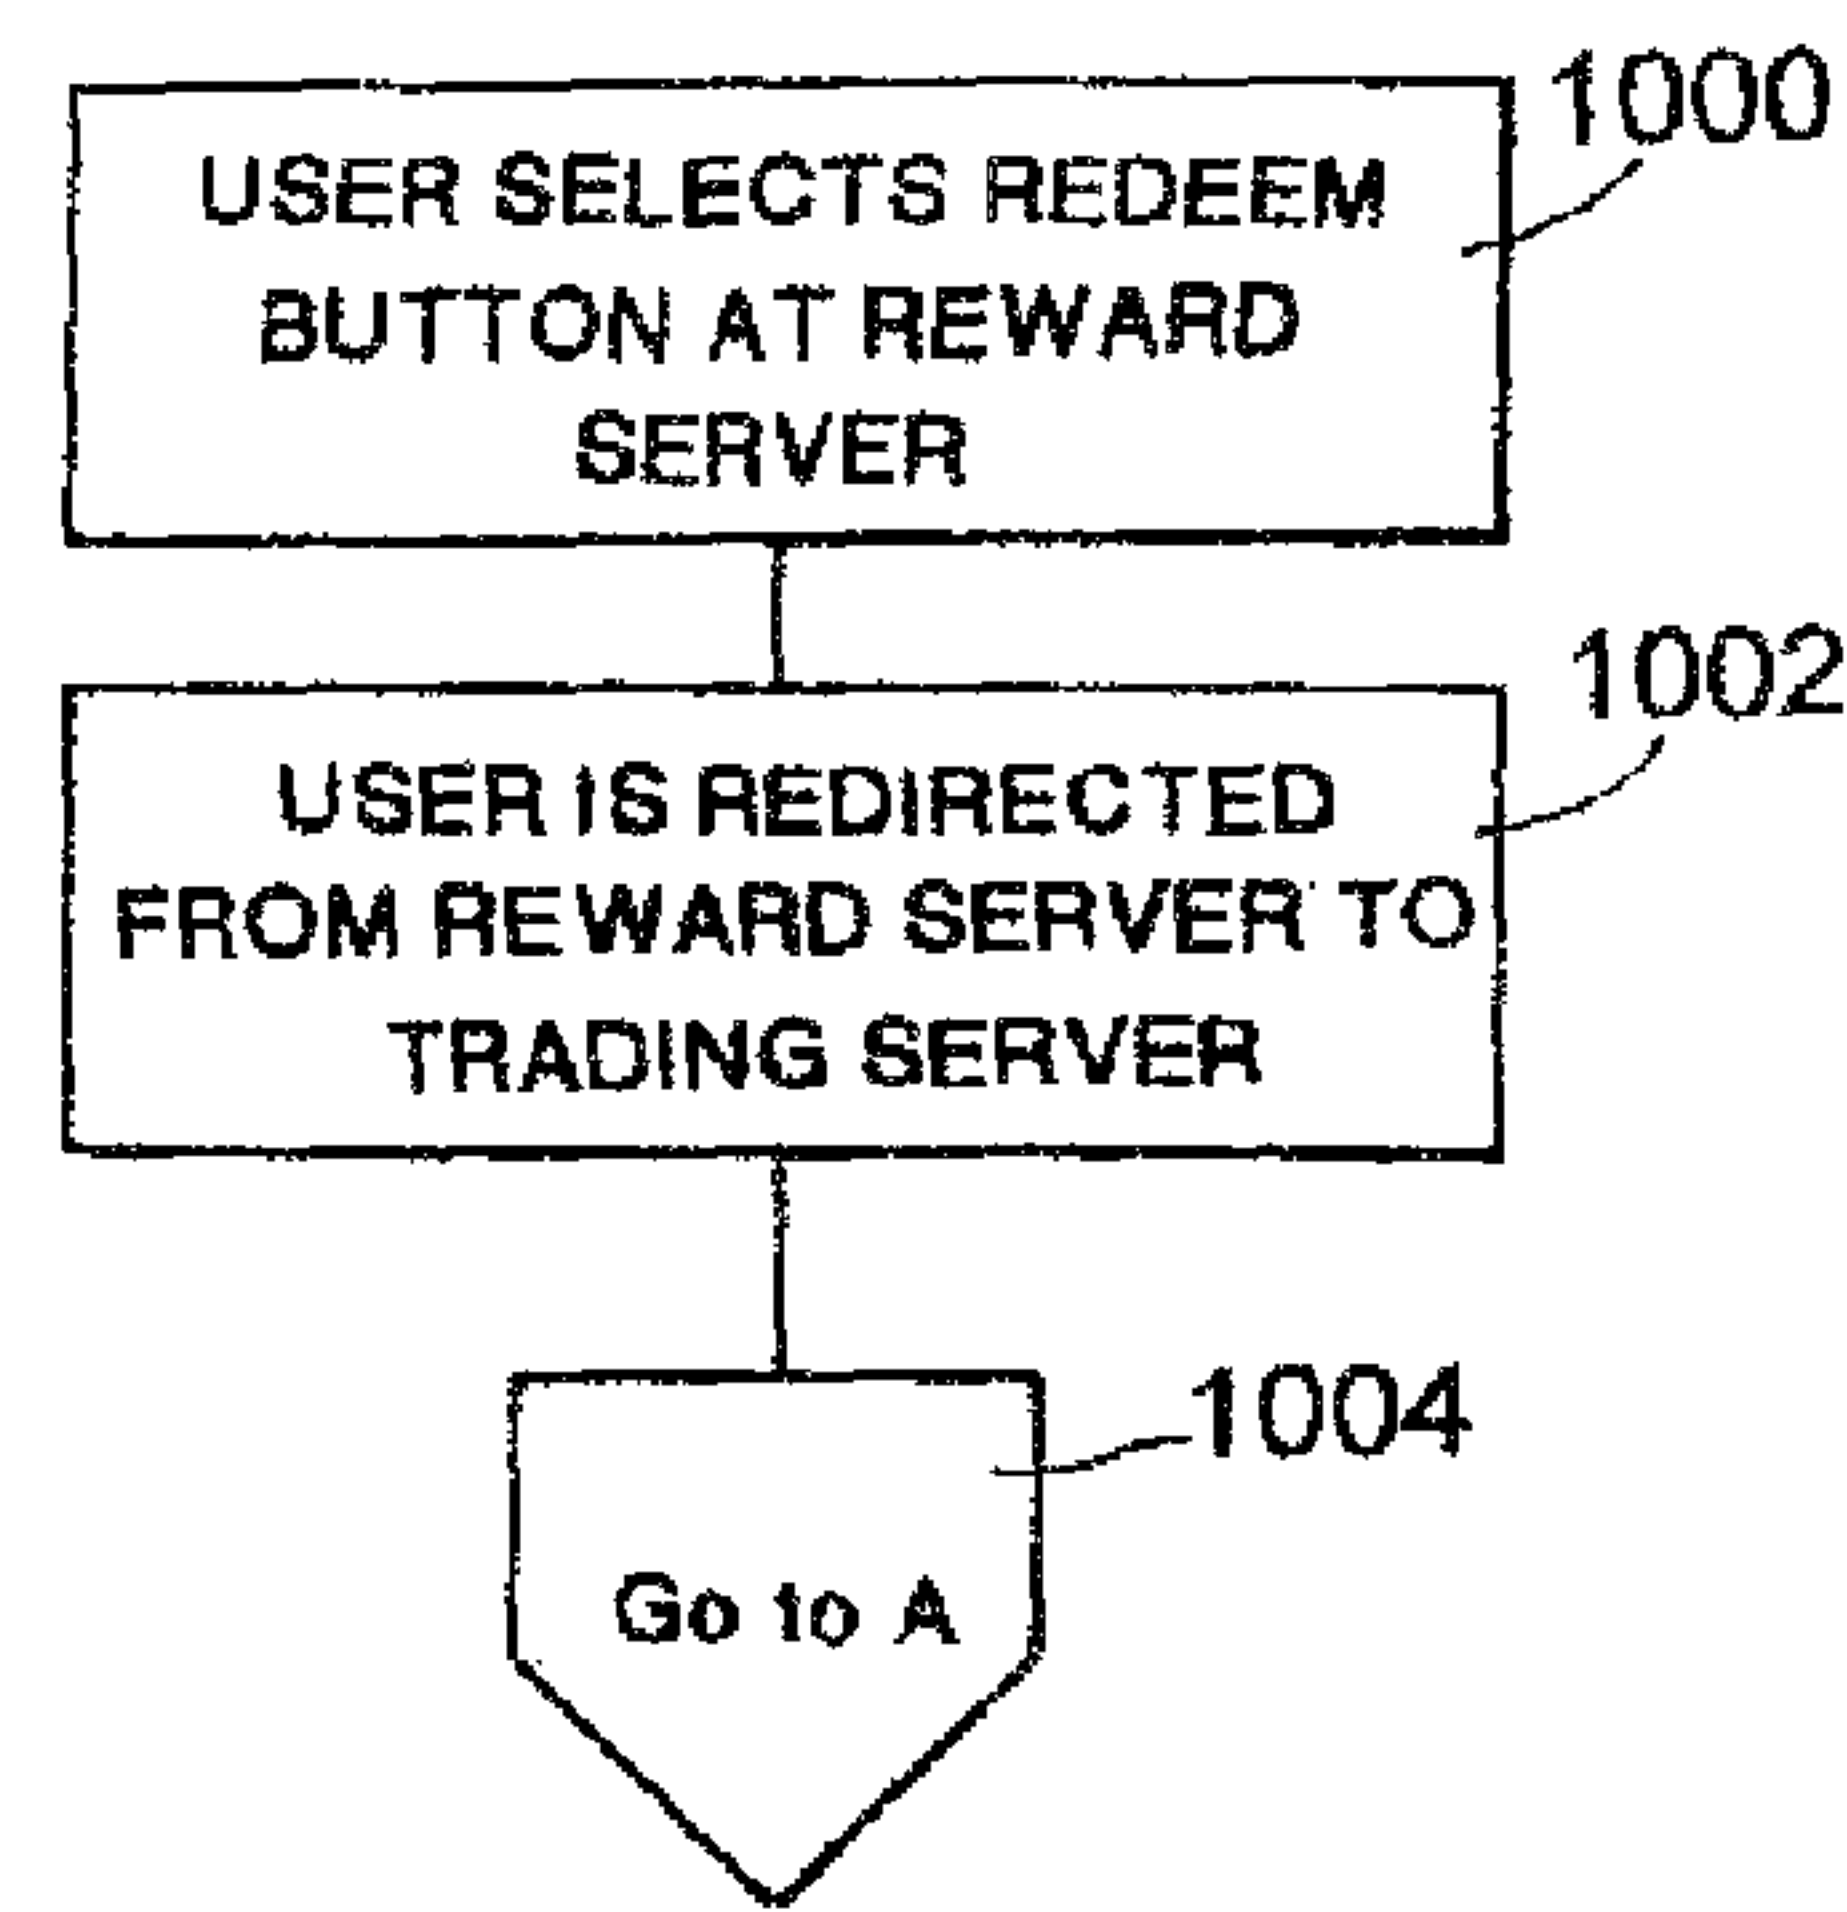 1000
USER SELECTS REDEEM
BUTTON AT REWARD
SERVER
1002
USER IS REDIRECTED
FROM REWARD SERVER TO
TRADING SERVER
1004
Go to A